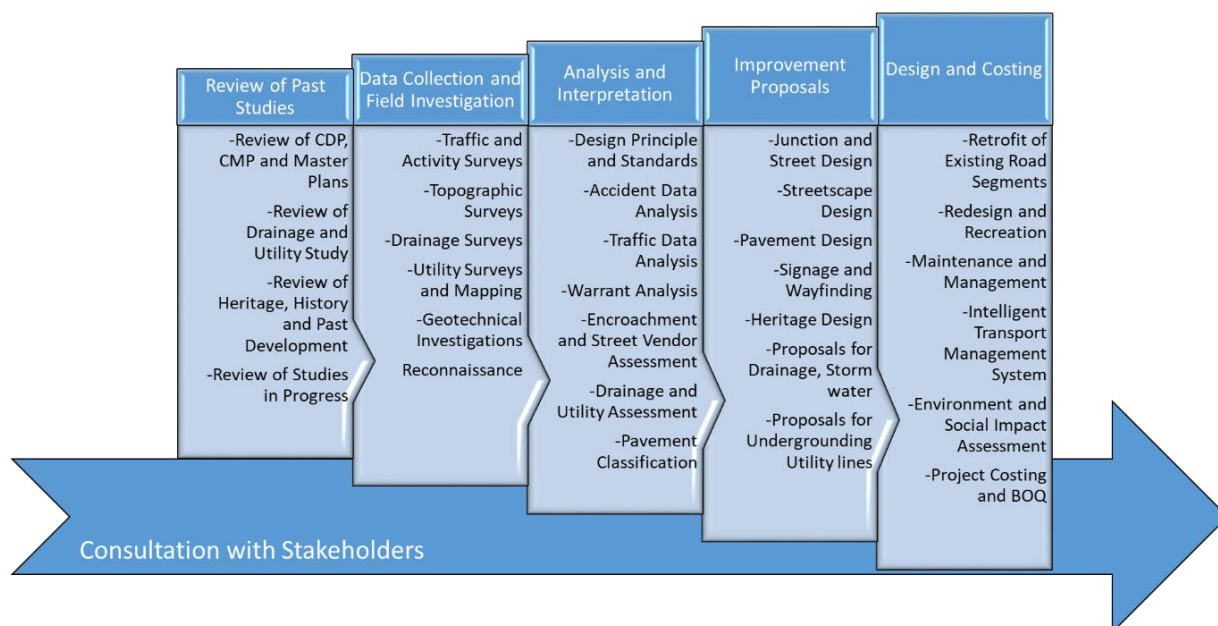 Review of Past
Studies
-Review of CDP,
CMP and Master
Plans
-Review of
Drainage and
Utility Study
-Review of
Heritage, History
and Past
Development
-Review of Studies
in Progress
Data Collection and
Field Investigation
-Traffic and
Activity Surveys
-Topographic
Surveys
-Drainage Surveys
-Utility Surveys
and Mapping
-Geotechnical
Investigations
Reconnaissance
Analysis and
Interpretation
-Design Principle
and Standards
-Accident Data
Analysis
-Traffic Data
Analysis
-Warrant Analysis
-Encroachment
and Street Vendor
Assessment
-Drainage and
Utility Assessment
-Pavement
Classification
Improvement
Proposals
-Junction and
Street Design
-Streetscape
Design
-Pavement Design
-Signage and
Wayfinding
-Heritage Design
-Proposals for
Drainage, Storm
water
-Proposals for
Undergrounding
Utility lines
Design and Costing
-Retrofit of
Existing Road
Segments
-Redesign and
Recreation
-Maintenance and
Management
-Intelligent
Transport
Management
System
-Environment and
Social Impact
Assessment
-Project Costing
and BOQ
Consultation with Stakeholders